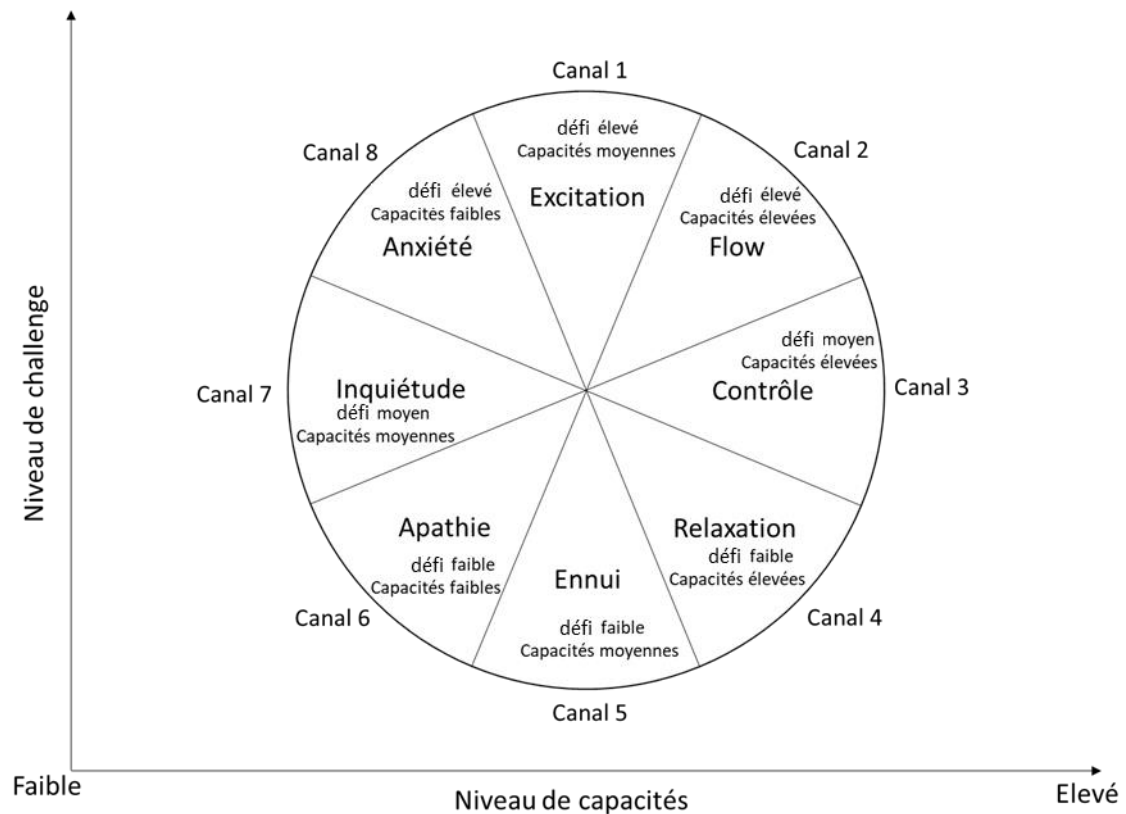 Canal 1
défi élevé
Capacités moyennes
Excitation
Canal 2
défi élevé
Capacités élevées
Flow
Canal 8
défi élevé
Capacités faibles
Anxiété
Niveau de challenge
Canal 7
Inquiétude
défi moyen
Capacités moyennes
défi moyen
Capacités élevées
Contrôle
Canal 3
Apathie
défi faible
Capacités faibles
Canal 6
Ennui
défi faible
Capacités moyennes
Canal 5
Relaxation
défi faible
Capacités élevées
Canal 4
Faible
Niveau de capacités
Elevé